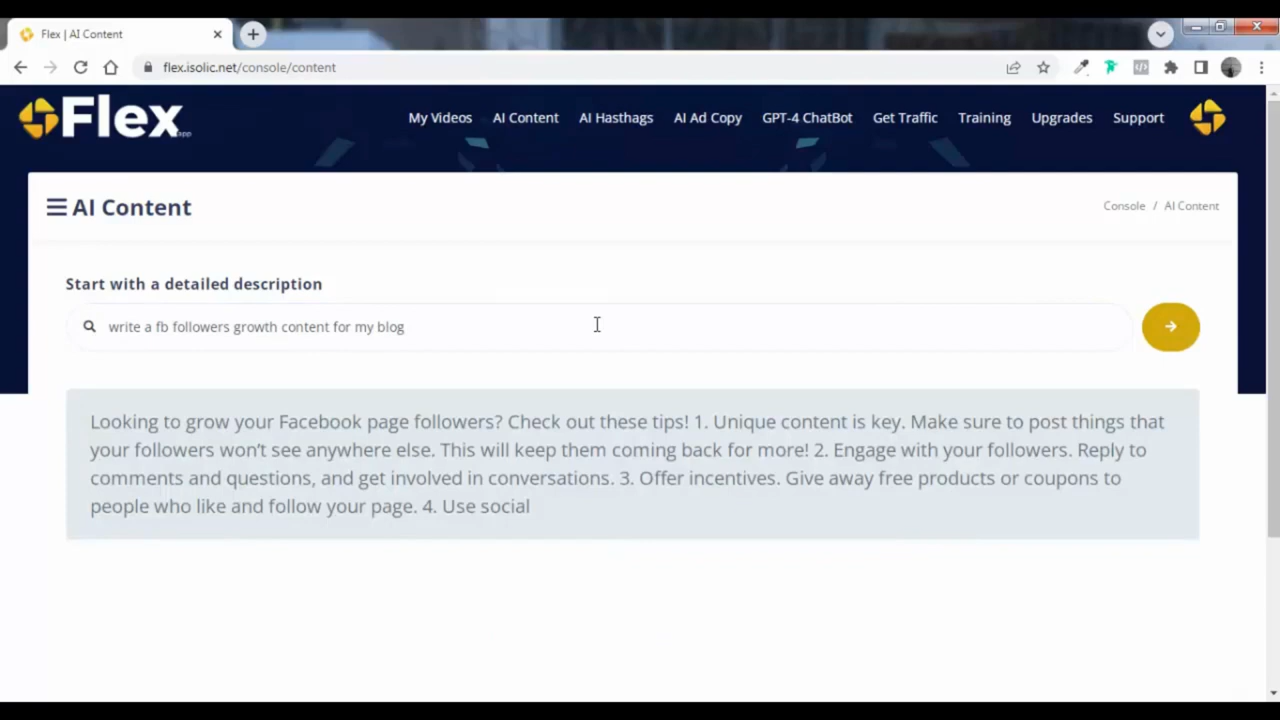 Flex | AI Content
flex.isolic.net/console/content
Flex app
My Videos AI Content AI Hasthags AI Ad Copy GPT-4 ChatBot Get Traffic Training Upgrades Support
AI Content
Console / AI Content
Start with a detailed description
write a fb followers growth content for my blog
Looking to grow your Facebook page followers? Check out these tips! 1. Unique content is key. Make sure to post things that
your followers won’t see anywhere else. This will keep them coming back for more! 2. Engage with your followers. Reply to
comments and questions, and get involved in conversations. 3. Offer incentives. Give away free products or coupons to
people who like and follow your page. 4. Use social